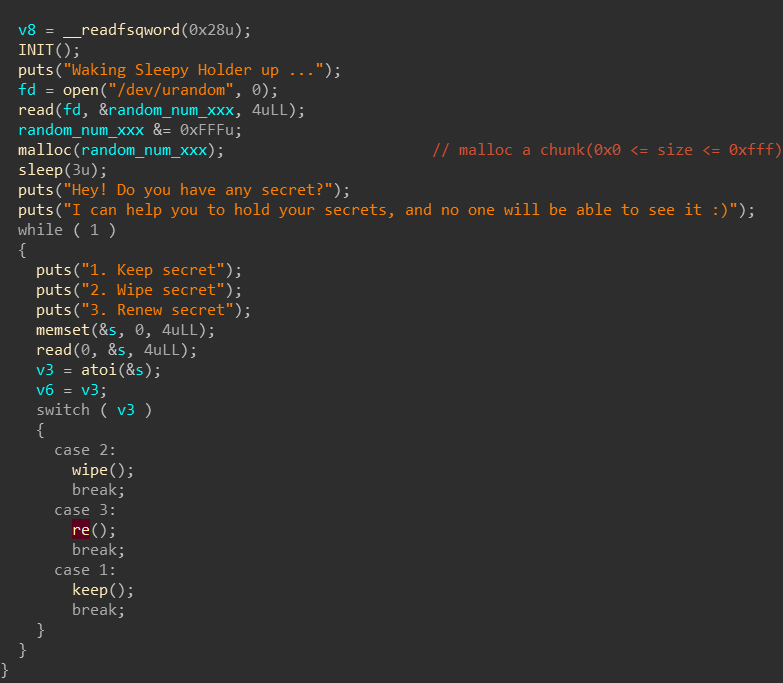 v8 = __readfsqword(0x28u);
INIT();
puts("Waking Sleepy Holder up ...");
fd = open("/dev/urandom", 0);
read(fd, &random_num_xxx, 4uLL);
random_num_xxx &= 0xFFFu;
malloc(random_num_xxx); // malloc a chunk(0x0 <= size <= 0xfff)
sleep(3u);
puts("Hey! Do you have any secret?");
puts("I can help you to hold your secrets, and no one will be able to see it :)");
while ( 1 )
{
puts("1. Keep secret");
puts("2. Wipe secret");
puts("3. Renew secret");
memset(&s, 0, 4uLL);
read(0, &s, 4uLL);
v3 = atoi(&s);
v6 = v3;
switch ( v3 )
{
case 2:
wipe();
break;
case 3:
re();
break;
case 1:
keep();
break;
}
}
}